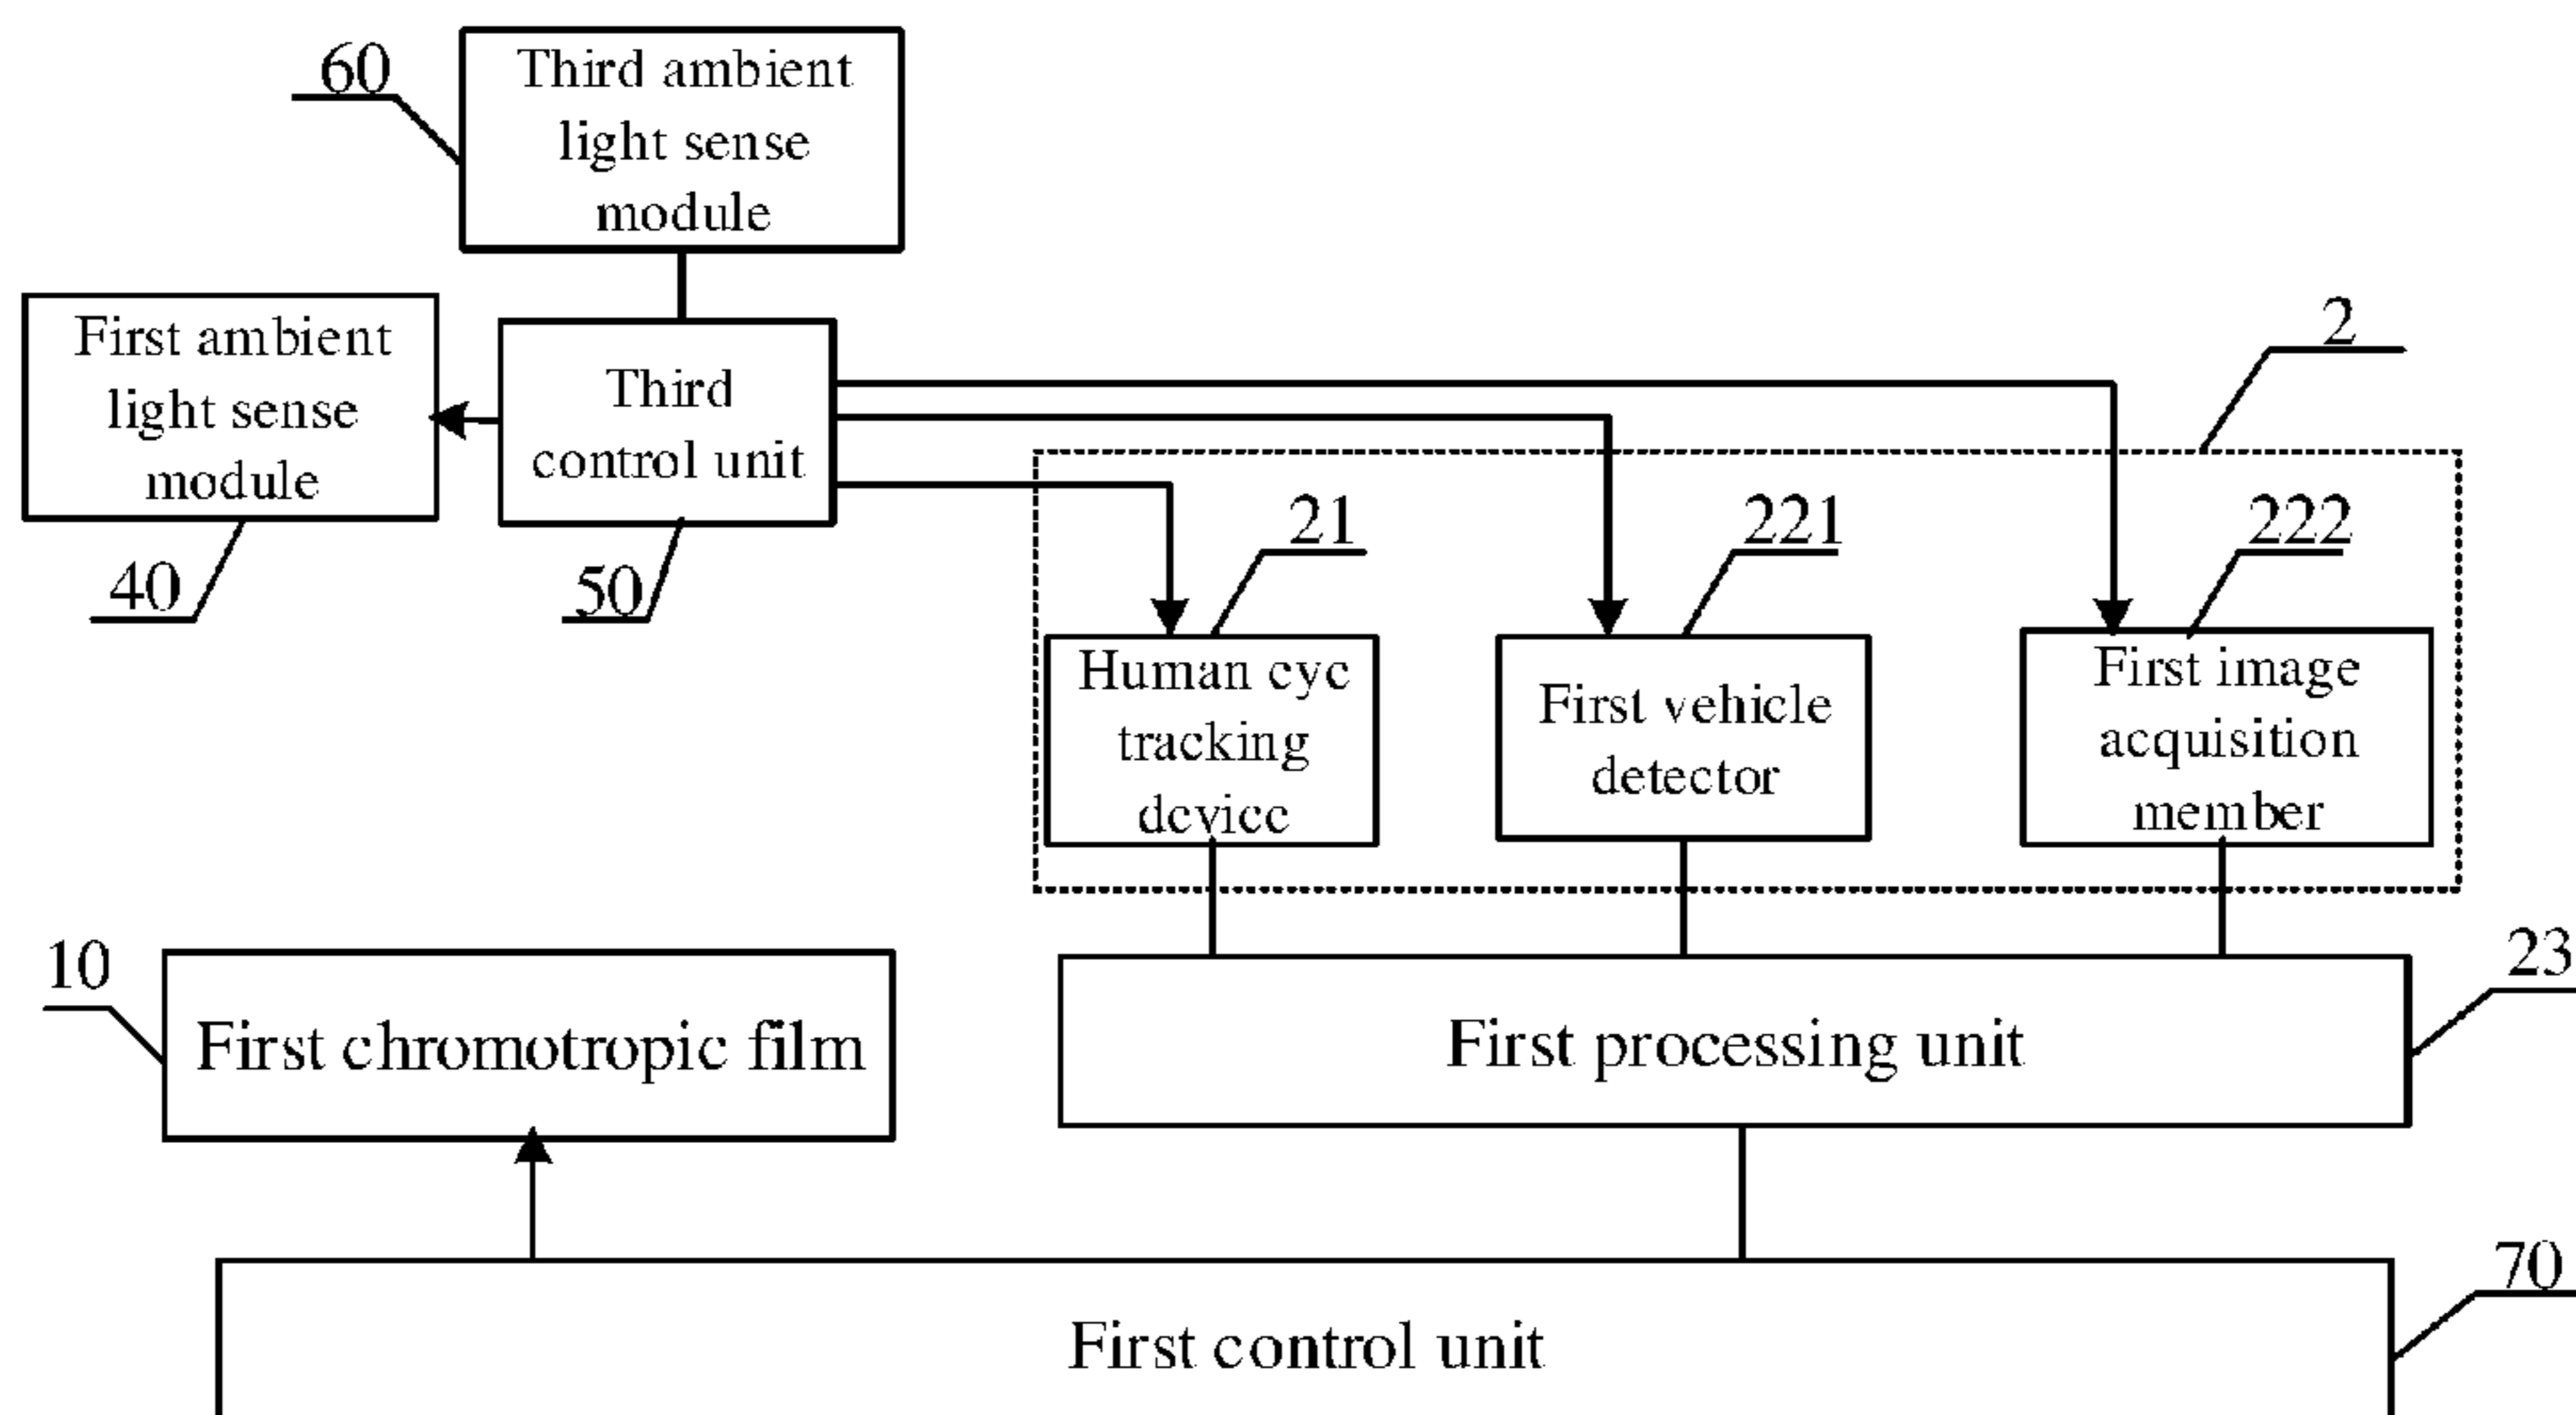 60
Third ambient
light sense
module
First ambient
light sense
module
Third
control unit
2
40
50
21
221
222
Human cyc
tracking
device
First vehicle
detector
First image
acquisition
member
10
First chromotropic film
First processing unit
23
70
First control unit